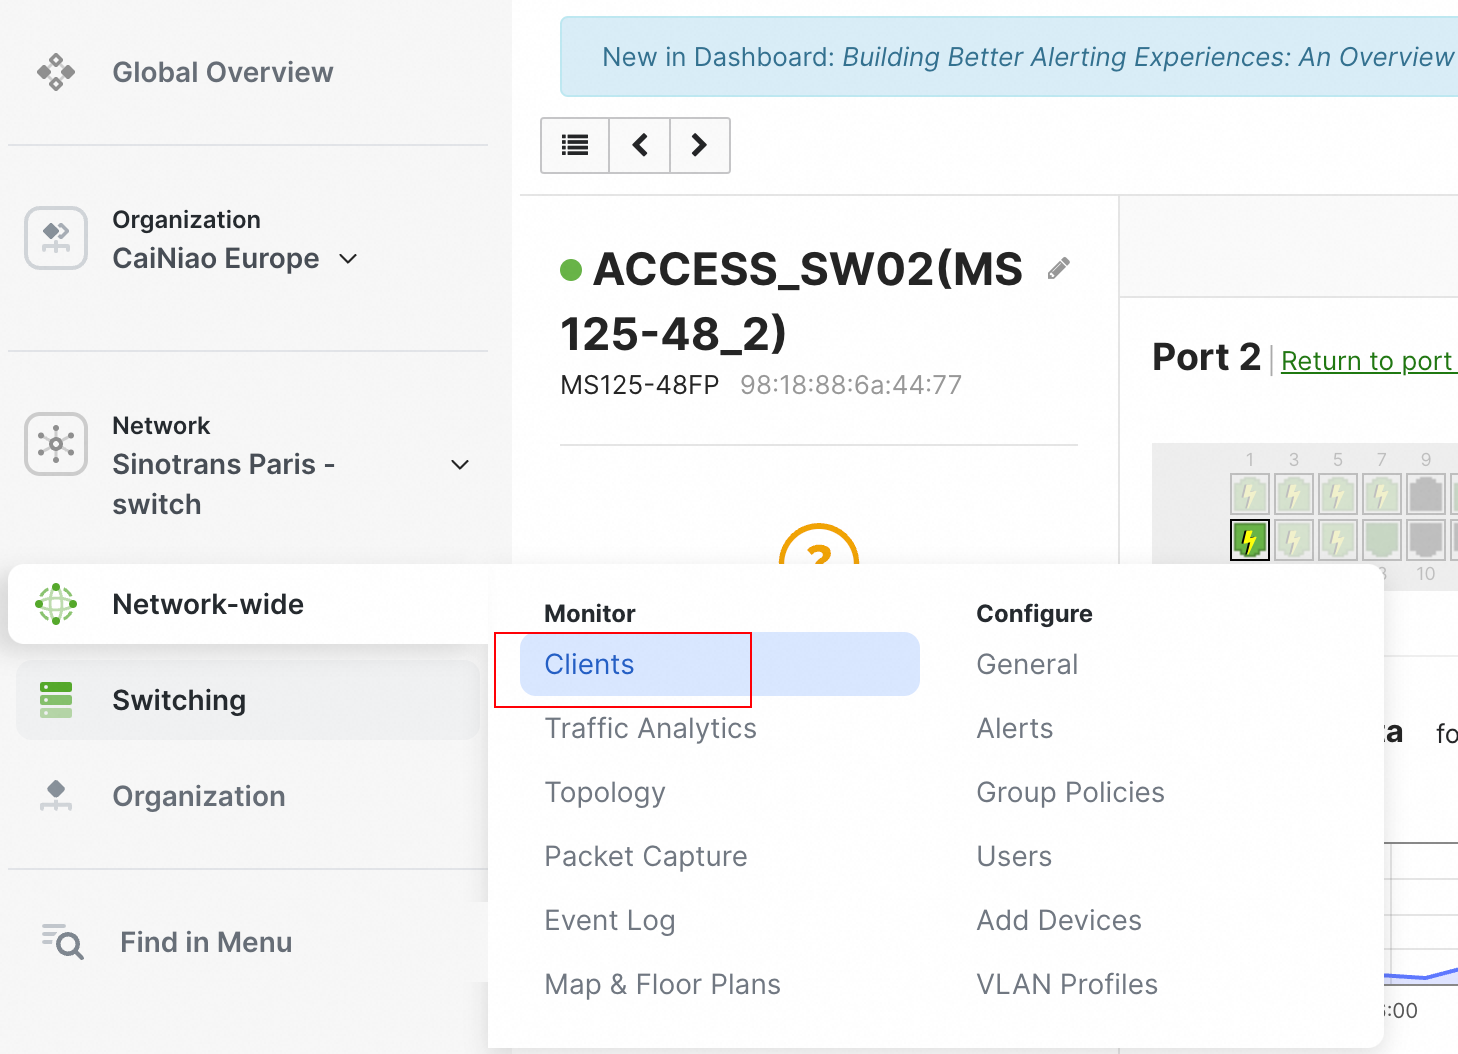 Global Overview
Organization
CaiNiao Europe
Network
Sinotrans Paris -
switch
Network-wide
Switching
Organization
Find in Menu
New in Dashboard: Building Better Alerting Experiences: An Overview
ACCESS_SW02(MS
125-48_2)
MS125-48FP 98:18:88:6a:44:77
?
Port 2 | Return to port
1 3 5 7 9
10
Monitor
Clients
Traffic Analytics
Topology
Packet Capture
Event Log
Map & Floor Plans
Configure
General
Alerts
Group Policies
Users
Add Devices
VLAN Profiles
:00